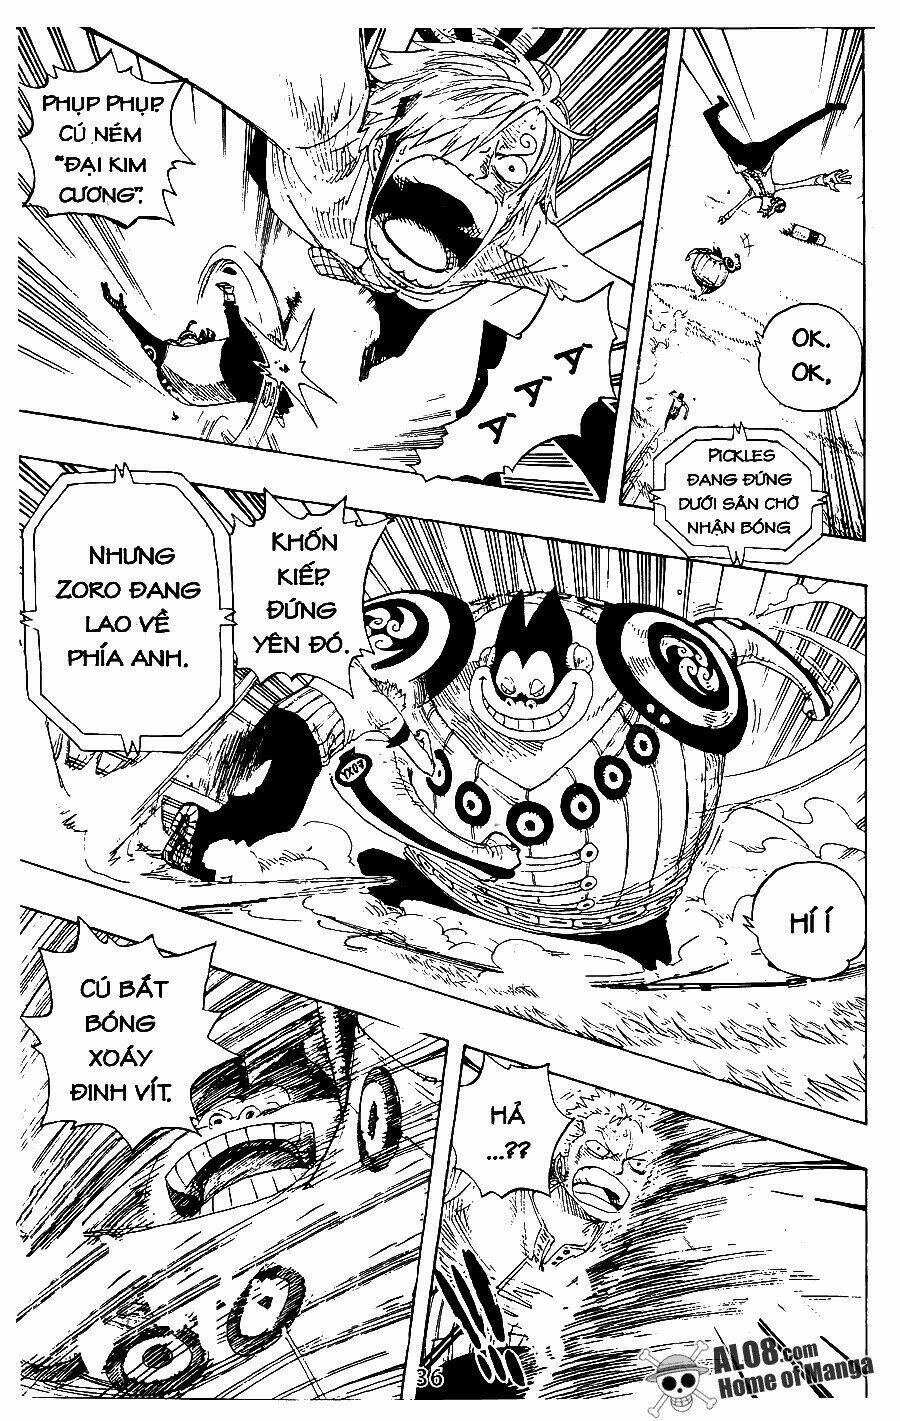 PHỤP PHỤP.
CÚ NÉM
“ĐẠI KIM
CƯƠNG”.
Á
À
À
À
OK.
OK,
PICKLES
ĐANG ĐỨNG
DƯỚI SÂN CHỜ
NHẬN BÓNG
NHƯNG
ZORO ĐANG
LAO VỀ
PHÍA ANH.
KHỐN
KIẾP,
ĐỨNG
YÊN ĐÓ.
HÍ Í
CÚ BẮT
BÓNG
XOÁY
ĐINH VÍT.
HẢ
...??
!!!
36
AL08.com
Home of Manga